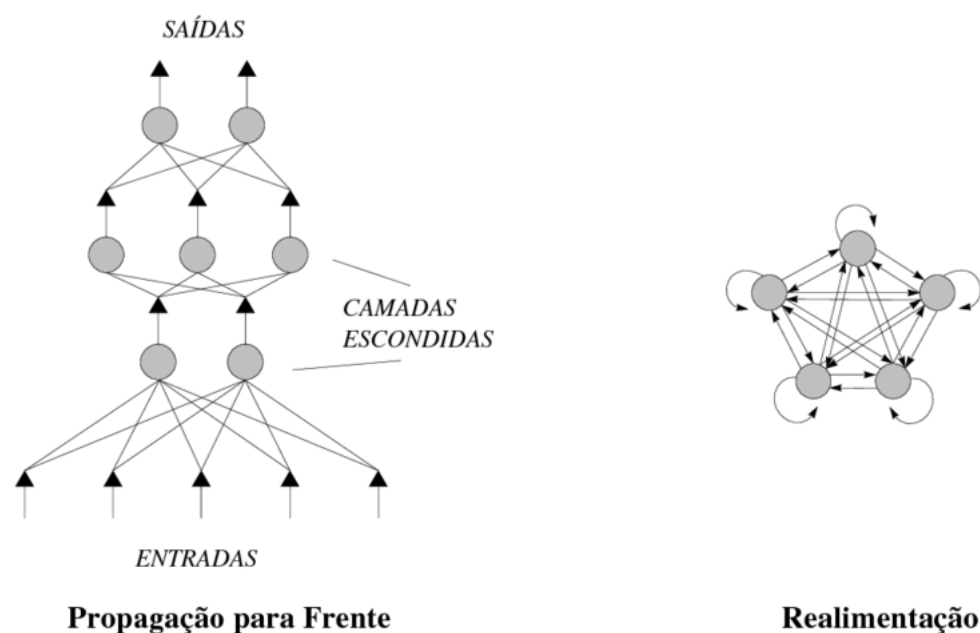 SAÍDAS
CAMADAS
ESCONDIDAS
ENTRADAS
Propagação para Frente
Realimentação